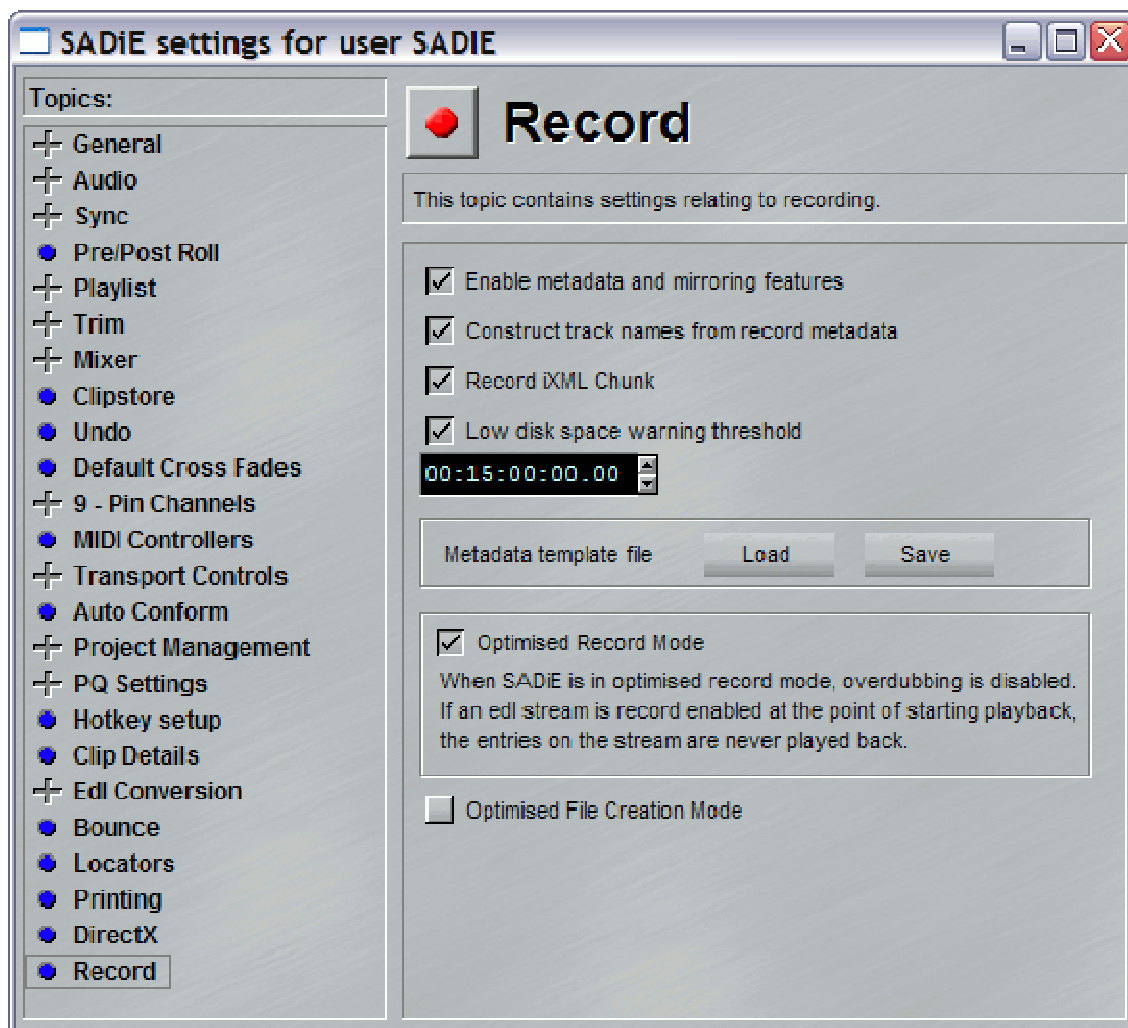 SADiE settings for user SADIE
Topics:
General
Audio
Sync
Pre/Post Roll
Playlist
Trim
Mixer
Clipstore
Undo
Default Cross Fades
9 - Pin Channels
MIDI Controllers
Transport Controls
Auto Conform
Project Management
PQ Settings
Hotkey setup
Clip Details
Edl Conversion
Bounce
Locators
Printing
DirectX
Record
Record
This topic contains settings relating to recording.
Enable metadata and mirroring features
Construct track names from record metadata
Record iXML Chunk
Low disk space warning threshold
00:15:00:00.00
Metadata template file Load Save
Optimised Record Mode
When SADiE is in optimised record mode, overdubbing is disabled.
If an edl stream is record enabled at the point of starting playback,
the entries on the stream are never played back.
Optimised File Creation Mode